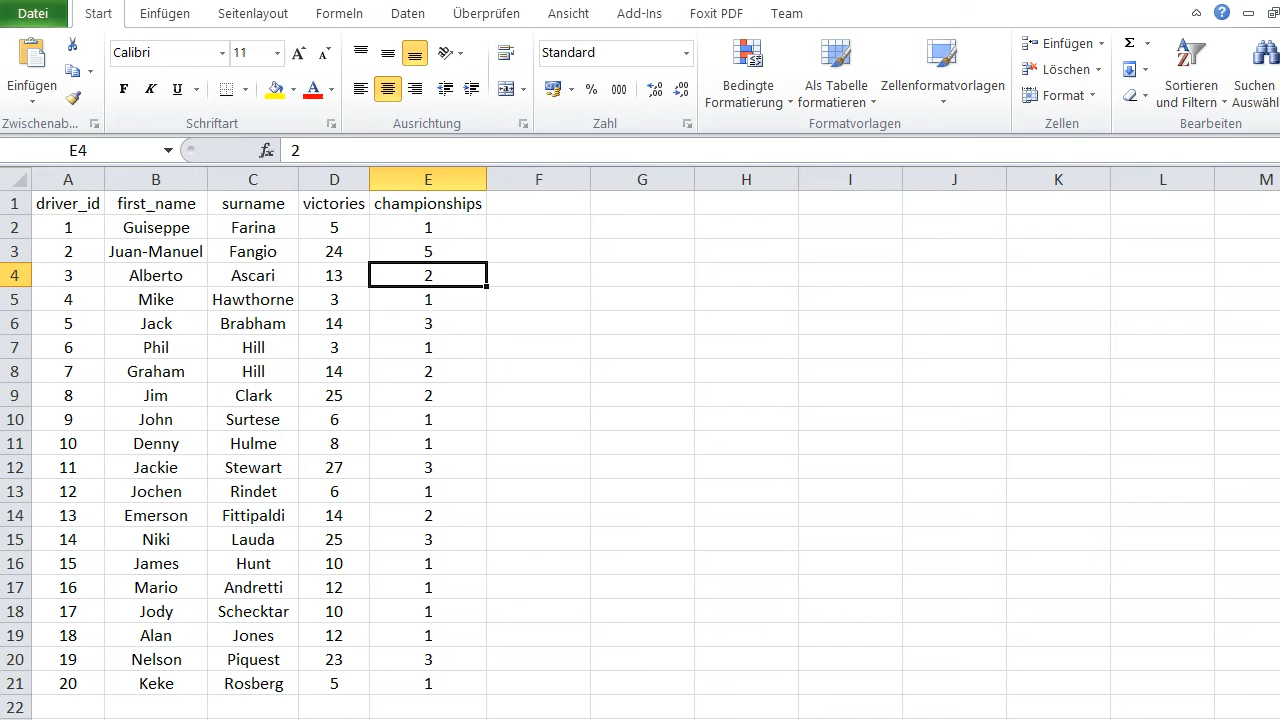 Datei Start Einfügen Seitenlayout Formeln Daten Überprüfen Ansicht Add-Ins Foxit PDF Team
Calibri 11 Standard Einfügen Σ
Löschen
Einfügen F K U % 000 Bedingte Als Tabelle Zellenformatvorlagen Sortieren Suchen
Formatierung formatieren Format und Filtern Auswähl
Zwischenab... Schriftart Ausrichtung Zahl Formatvorlagen Zellen Bearbeiten
E4 fx 2
A B C D E F G H I J K L M
1 driver_id first_name surname victories championships
2 1 Guiseppe Farina 5 1
3 2 Juan-Manuel Fangio 24 5
4 3 Alberto Ascari 13 2
5 4 Mike Hawthorne 3 1
6 5 Jack Brabham 14 3
7 6 Phil Hill 3 1
8 7 Graham Hill 14 2
9 8 Jim Clark 25 2
10 9 John Surtese 6 1
11 10 Denny Hulme 8 1
12 11 Jackie Stewart 27 3
13 12 Jochen Rindet 6 1
14 13 Emerson Fittipaldi 14 2
15 14 Niki Lauda 25 3
16 15 James Hunt 10 1
17 16 Mario Andretti 12 1
18 17 Jody Schecktar 10 1
19 18 Alan Jones 12 1
20 19 Nelson Piquest 23 3
21 20 Keke Rosberg 5 1
22